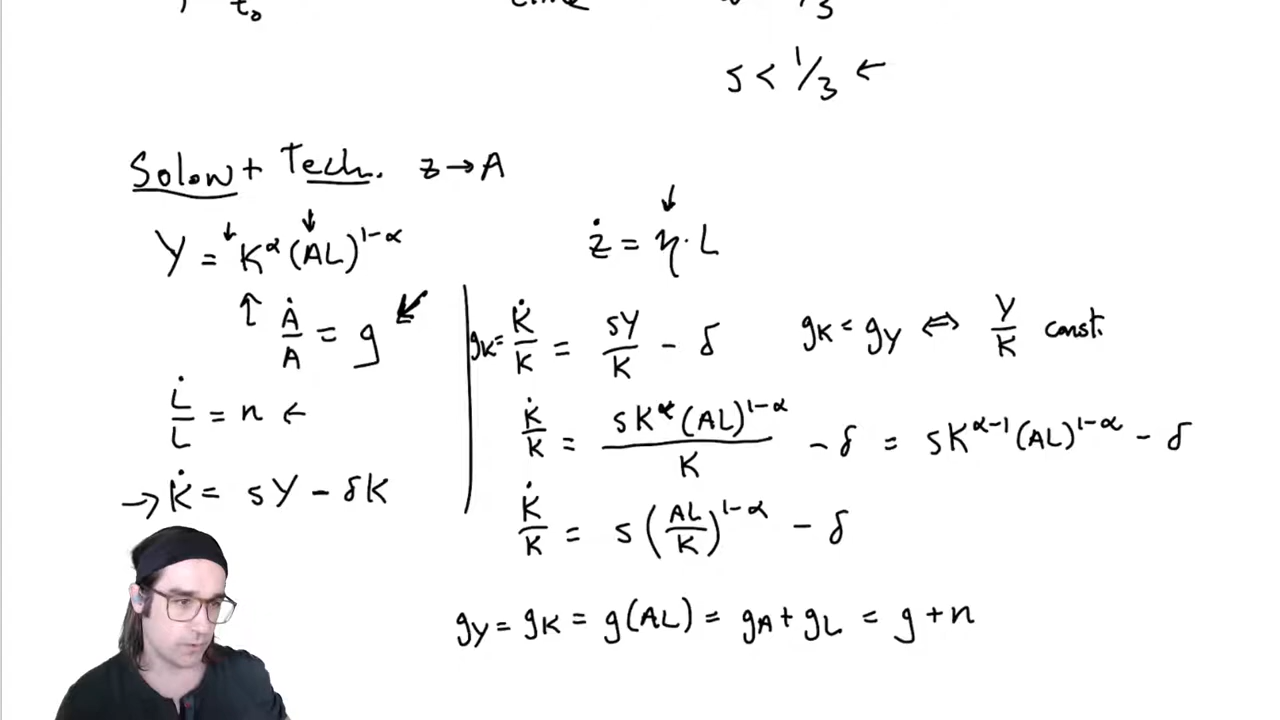 t₀
s < 1/3 ←
Solow + Tech. z → A
Y = K^α (AL)^{1-α}
ż = η · L
Ȧ/A = g
L̇/L = n ←
→ K̇ = sY - δK
gK = K̇/K = sY/K - δ
gK = gY ⇔ Y/K const.
K̇/K = sK^α (AL)^{1-α}/K - δ = sK^{α-1} (AL)^{1-α} - δ
K̇/K = s (AL/K)^{1-α} - δ
gY = gK = g(AL) = gA + gL = g + n